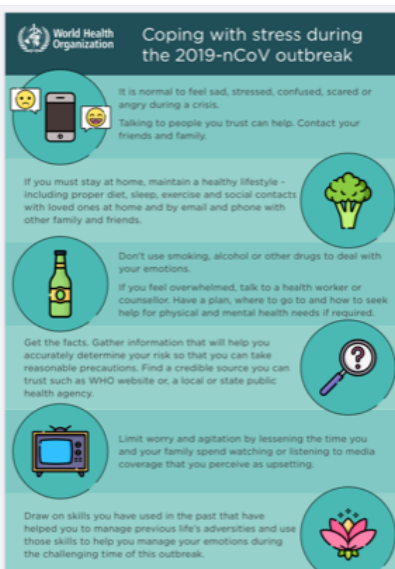 World Health
Organization
Coping with stress during
the 2019-nCoV outbreak
It is normal to feel sad, stressed, confused, scared or
angry during a crisis.
Talking to people you trust can help. Contact your
friends and family.
If you must stay at home, maintain a healthy lifestyle -
including proper diet, sleep, exercise and social contacts
with loved ones at home and by email and phone with
other family and friends.
Don't use smoking, alcohol or other drugs to deal with
your emotions.
If you feel overwhelmed, talk to a health worker or
counsellor. Have a plan, where to go to and how to seek
help for physical and mental health needs if required.
Get the facts. Gather information that will help you
accurately determine your risk so that you can take
reasonable precautions. Find a credible source you can
trust such as WHO website or, a local or state public
health agency.
?
Limit worry and agitation by lessening the time you
and your family spend watching or listening to media
coverage that you perceive as upsetting.
Draw on skills you have used in the past that have
helped you to manage previous life's adversities and use
those skills to help you manage your emotions during
the challenging time of this outbreak.